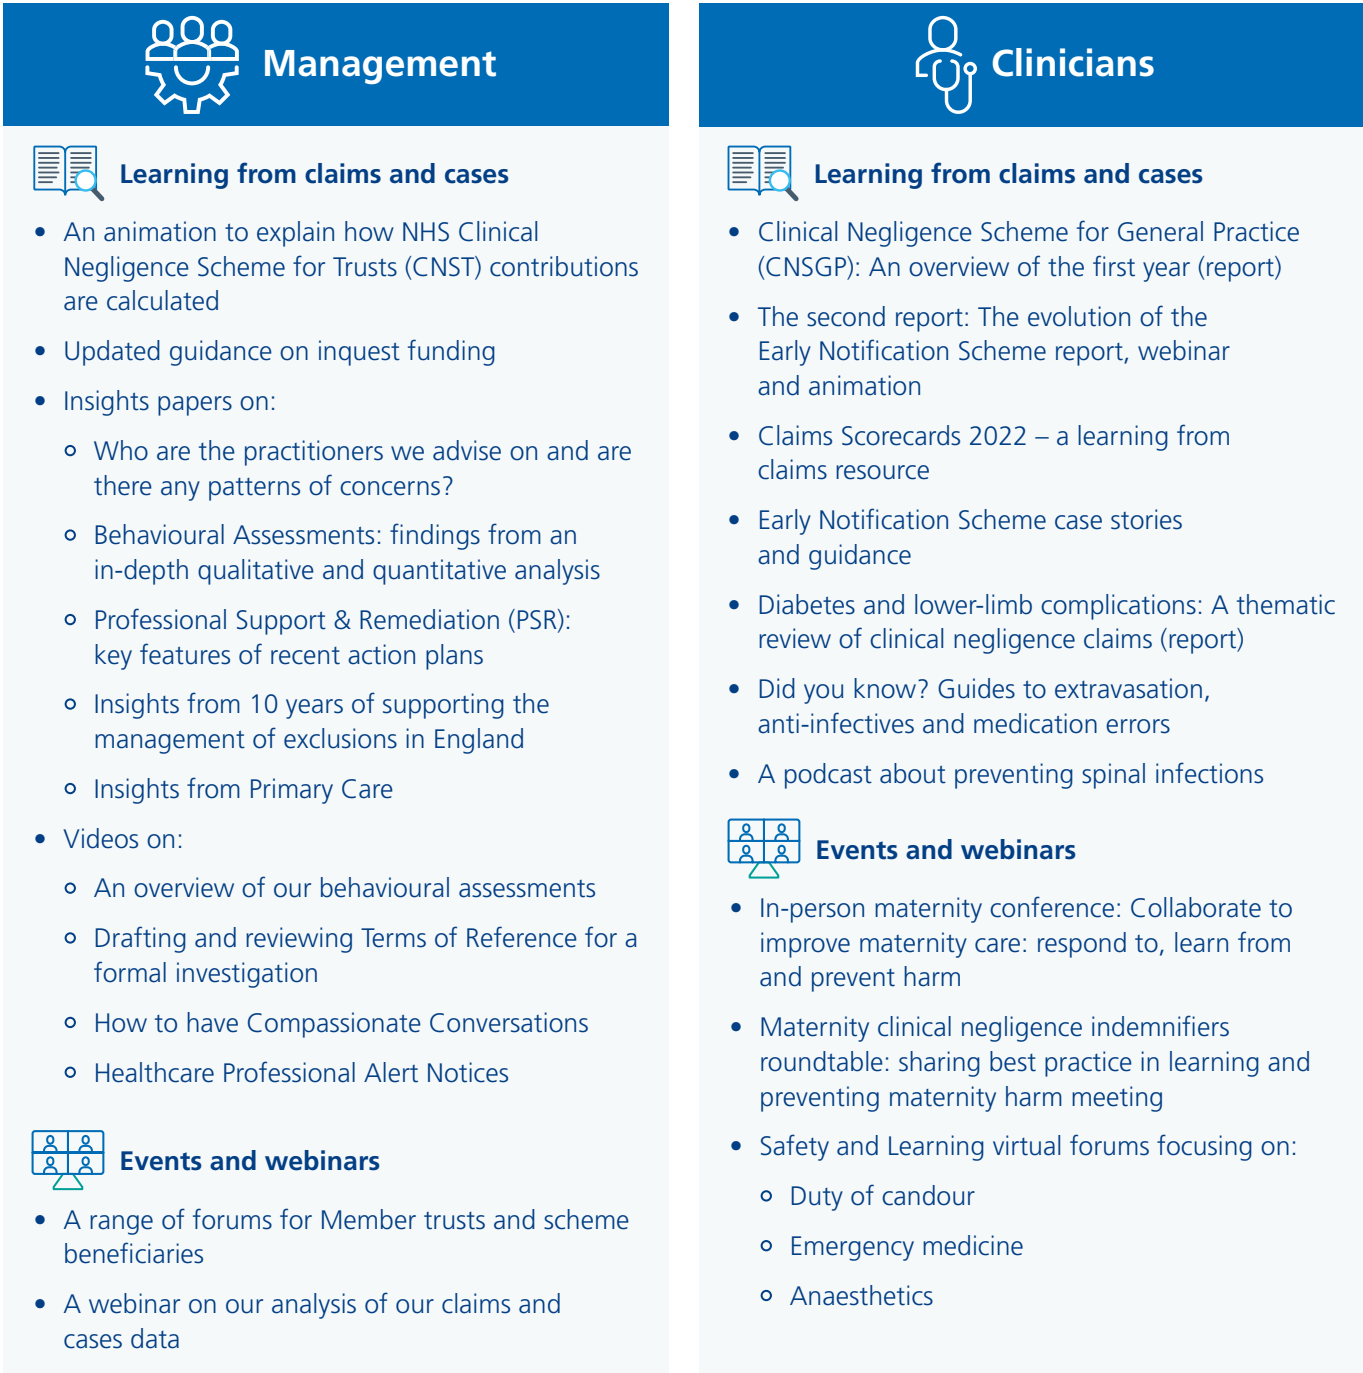 Management
Learning from claims and cases
• An animation to explain how NHS Clinical
Negligence Scheme for Trusts (CNST) contributions
are calculated
• Updated guidance on inquest funding
• Insights papers on:
Who are the practitioners we advise on and are
there any patterns of concerns?
Behavioural Assessments: findings from an
in-depth qualitative and quantitative analysis
Professional Support & Remediation (PSR):
key features of recent action plans
Insights from 10 years of supporting the
management of exclusions in England
Insights from Primary Care
• Videos on:
An overview of our behavioural assessments
Drafting and reviewing Terms of Reference for a
formal investigation
How to have Compassionate Conversations
Healthcare Professional Alert Notices
Events and webinars
• A range of forums for Member trusts and scheme
beneficiaries
• A webinar on our analysis of our claims and
cases data
Clinicians
Learning from claims and cases
• Clinical Negligence Scheme for General Practice
(CNSGP): An overview of the first year (report)
• The second report: The evolution of the
Early Notification Scheme report, webinar
and animation
• Claims Scorecards 2022 – a learning from
claims resource
• Early Notification Scheme case stories
and guidance
• Diabetes and lower-limb complications: A thematic
review of clinical negligence claims (report)
• Did you know? Guides to extravasation,
anti-infectives and medication errors
• A podcast about preventing spinal infections
Events and webinars
• In-person maternity conference: Collaborate to
improve maternity care: respond to, learn from
and prevent harm
• Maternity clinical negligence indemnifiers
roundtable: sharing best practice in learning and
preventing maternity harm meeting
• Safety and Learning virtual forums focusing on:
Duty of candour
Emergency medicine
Anaesthetics